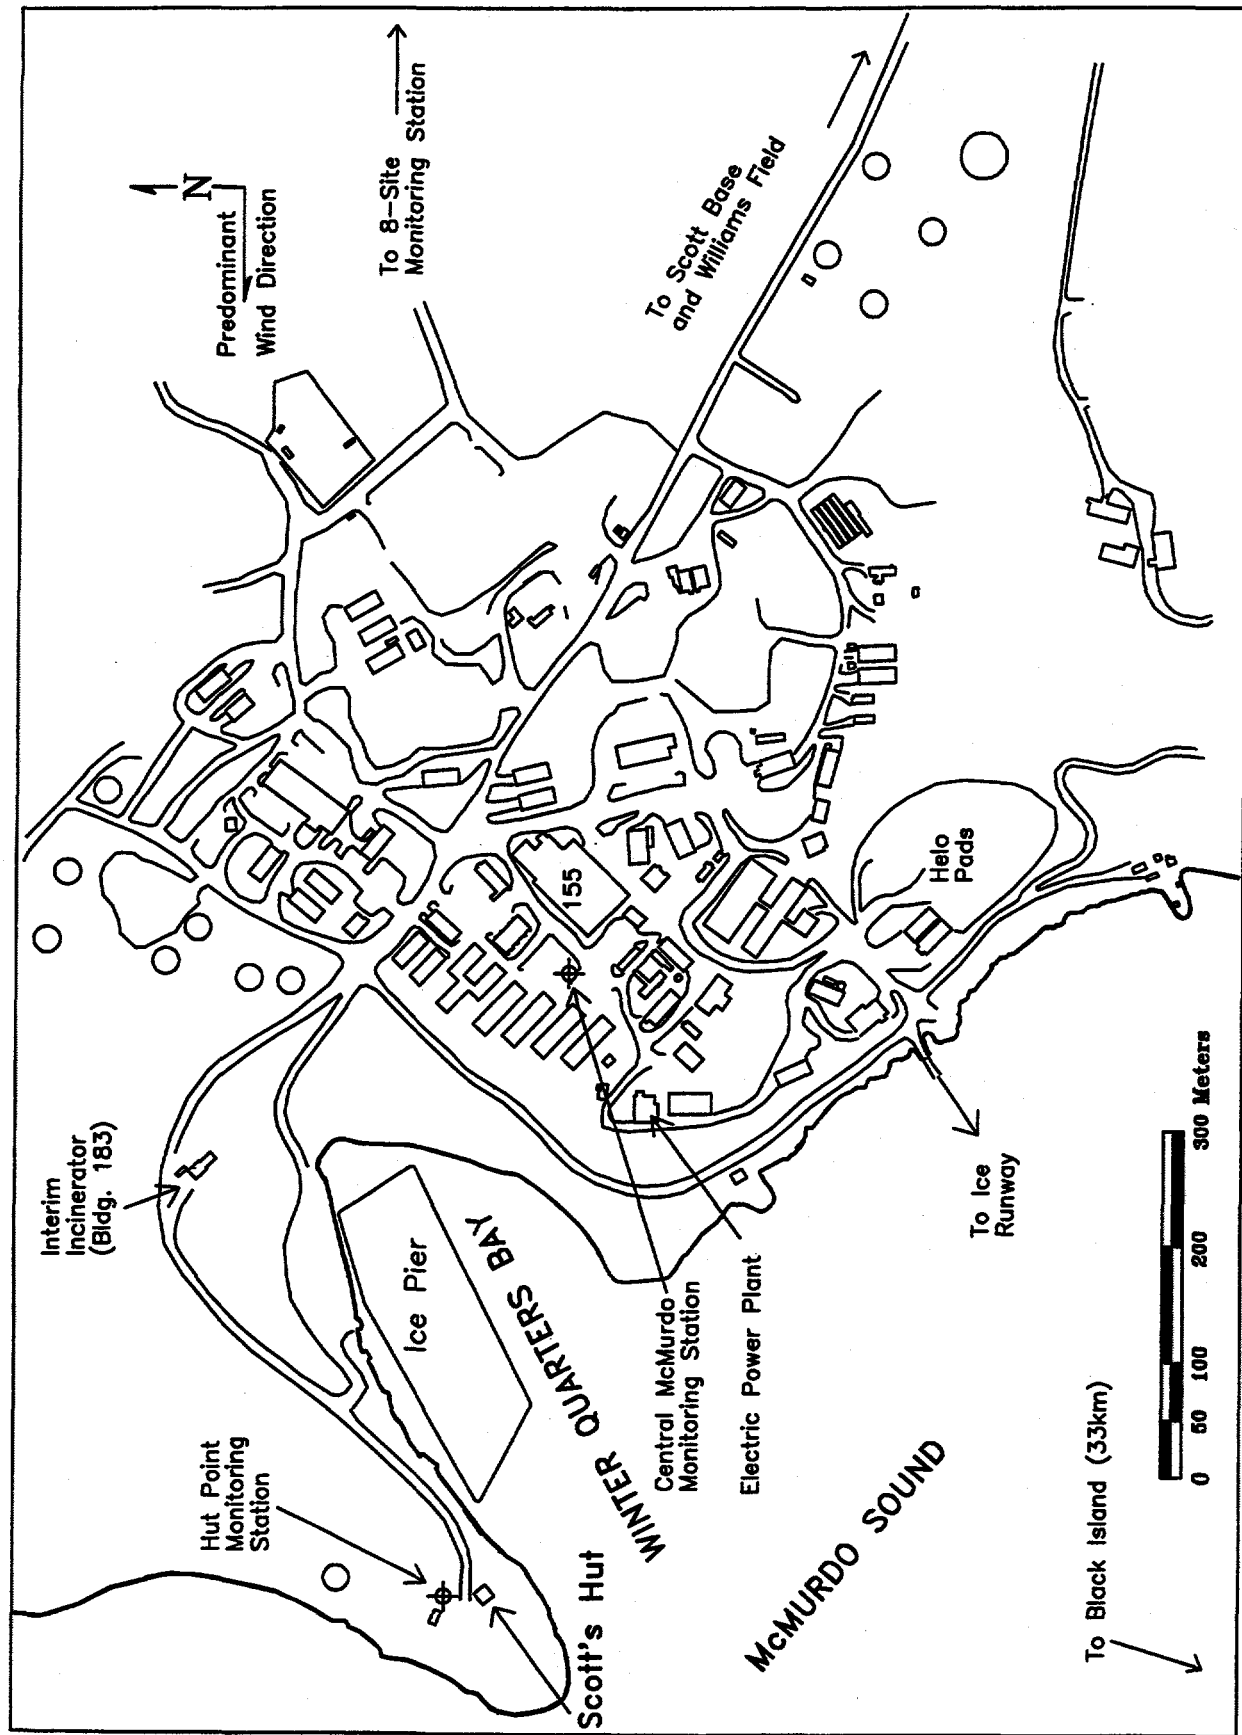 Predominant
Wind Direction
N
To 8-Site
Monitoring Station
To Scott Base
and Williams Field
Interim
Incinerator
(Bldg. 183)
Hut Point
Monitoring
Station
Ice Pier
WINTER QUARTERS BAY
Scott's Hut
155
Central McMurdo
Monitoring Station
Electric Power Plant
Helo
Pads
To Ice
Runway
McMURDO SOUND
To Black Island (33km)
0 50 100 200 300 Meters